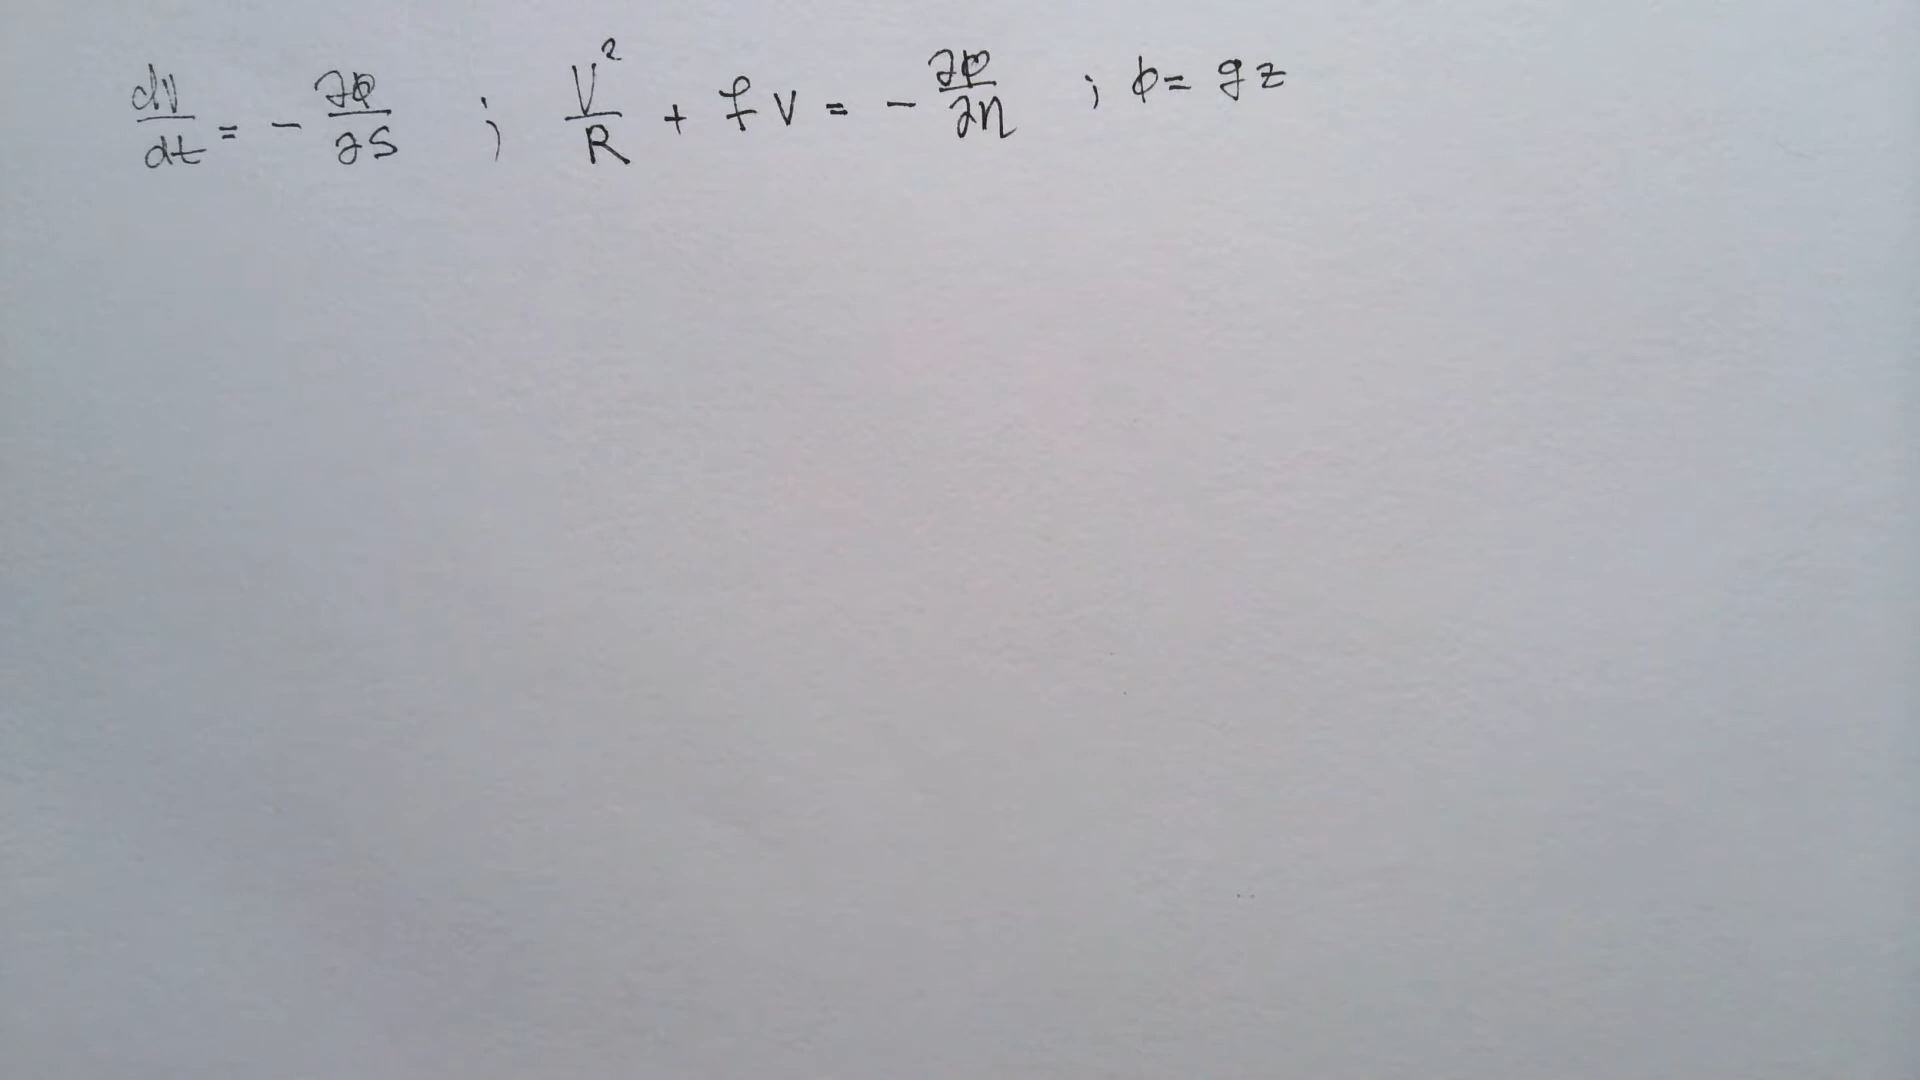 dV/dt = - ∂Φ/∂S ; V²/R + fV = - ∂Φ/∂n ; ϕ = gz